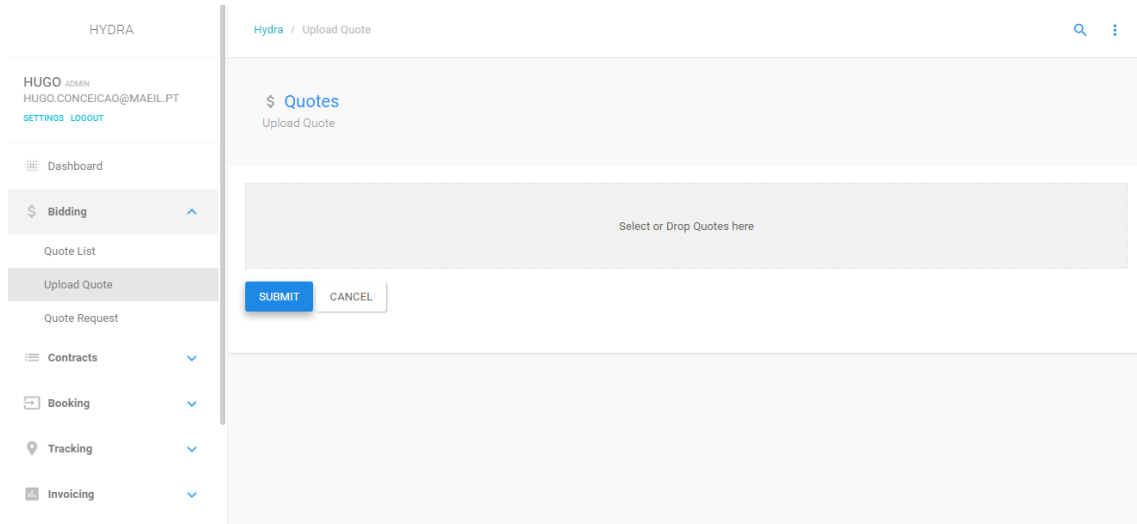 HYDRA
HUGO ADMIN
HUGO.CONCEICAO@MAEIL.PT
SETTINGS LOGOUT
Dashboard
Bidding
Quote List
Upload Quote
Quote Request
Contracts
Booking
Tracking
Invoicing
Hydra / Upload Quote
$ Quotes
Upload Quote
Select or Drop Quotes here
SUBMIT CANCEL